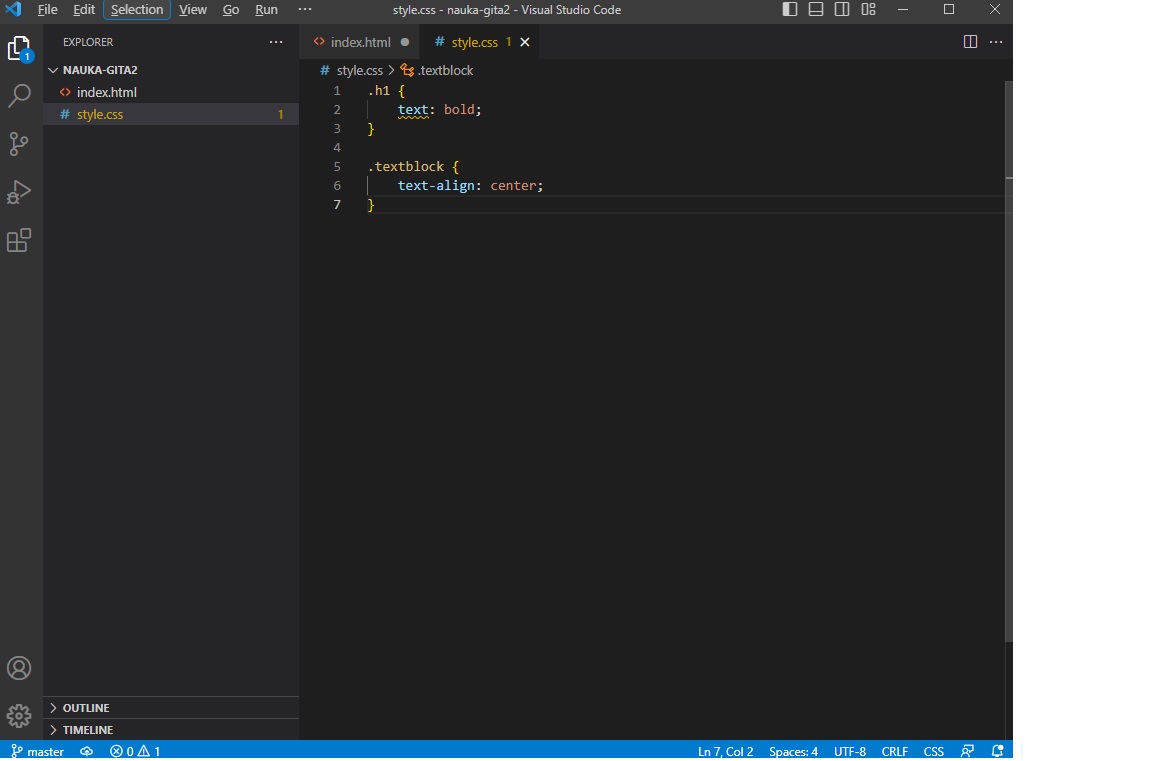 File Edit Selection View Go Run ··· style.css - nauka-gita2 - Visual Studio Code
EXPLORER ···
index.html ● # style.css 1
1
NAUKA-GITA2
# style.css > .textblock
<> index.html
# style.css 1
1 .h1 {
2 text: bold;
3 }
4
5 .textblock {
6 text-align: center;
7 }
> OUTLINE
> TIMELINE
master 0 1 Ln 7, Col 2 Spaces: 4 UTF-8 CRLF CSS